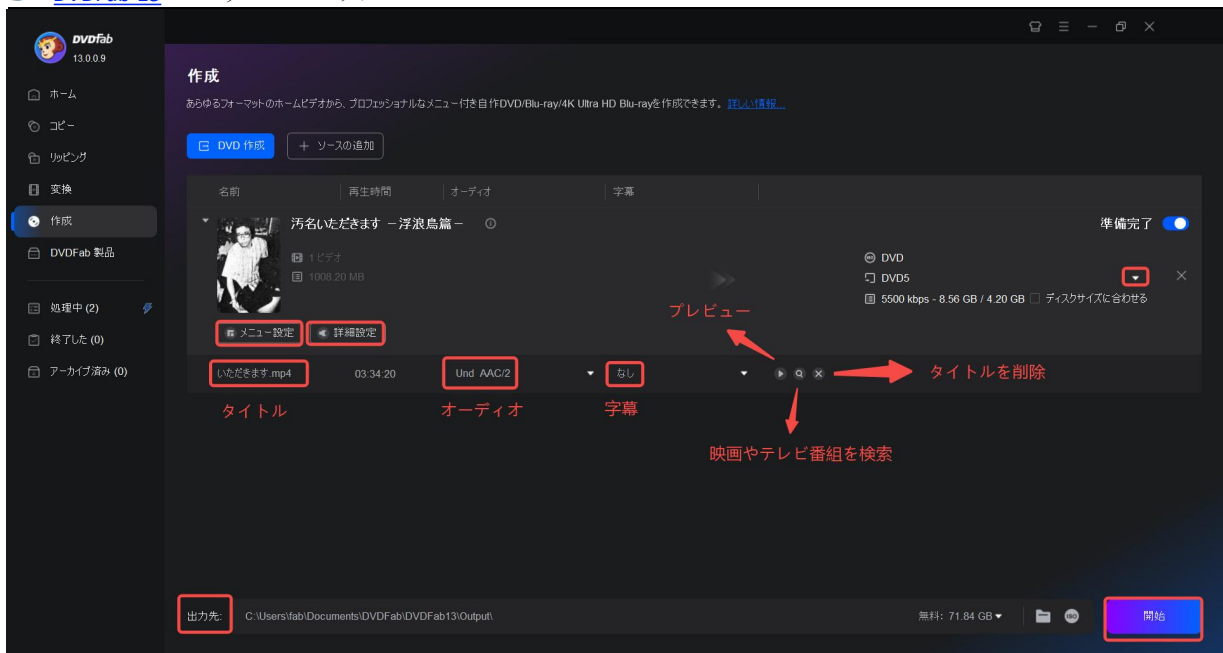 DVDFab
13.0.0.9
ホーム
コピー
リッピング
変換
作成
DVDFab 製品
処理中 (2)
終了した (0)
アーカイブ済み (0)
作成
あらゆるフォーマットのホームビデオから、プロフェッショナルなメニュー付き自作DVD/Blu-ray/4K Ultra HD Blu-rayを作成できます。詳しい情報...
DVD 作成
ソースの追加
名前 再生時間 オーディオ 字幕
汚名いただきます －浮浪鳥篇－
準備完了
1 ビデオ
1008.20 MB
DVD
DVD5
5500 kbps - 8.56 GB / 4.20 GB ディスクサイズに合わせる
プレビュー
メニュー設定 詳細設定
いただきます.mp4 03:34:20 Und AAC/2 なし
タイトルを削除
タイトル オーディオ 字幕
映画やテレビ番組を検索
出力先: C:\Users\fab\Documents\DVDFab\DVDFab13\Output\ 無料: 71.84 GB ISO 開始